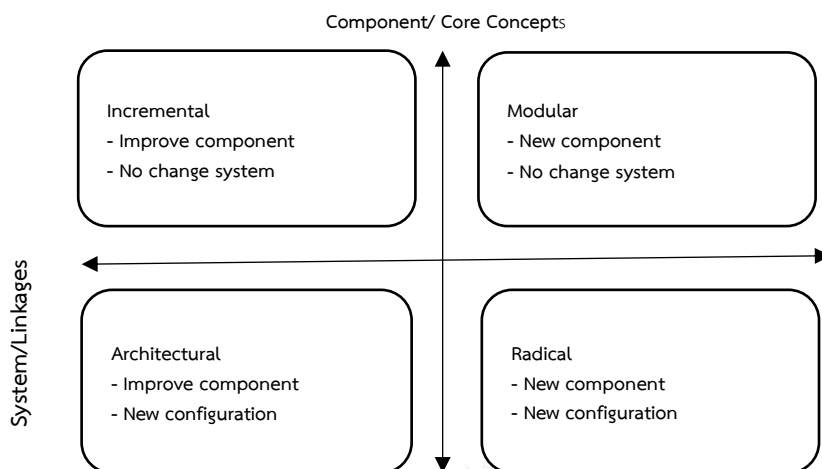 Component/ Core Concepts
Incremental
- Improve component
- No change system
Modular
- New component
- No change system
System/Linkages
Architectural
- Improve component
- New configuration
Radical
- New component
- New configuration